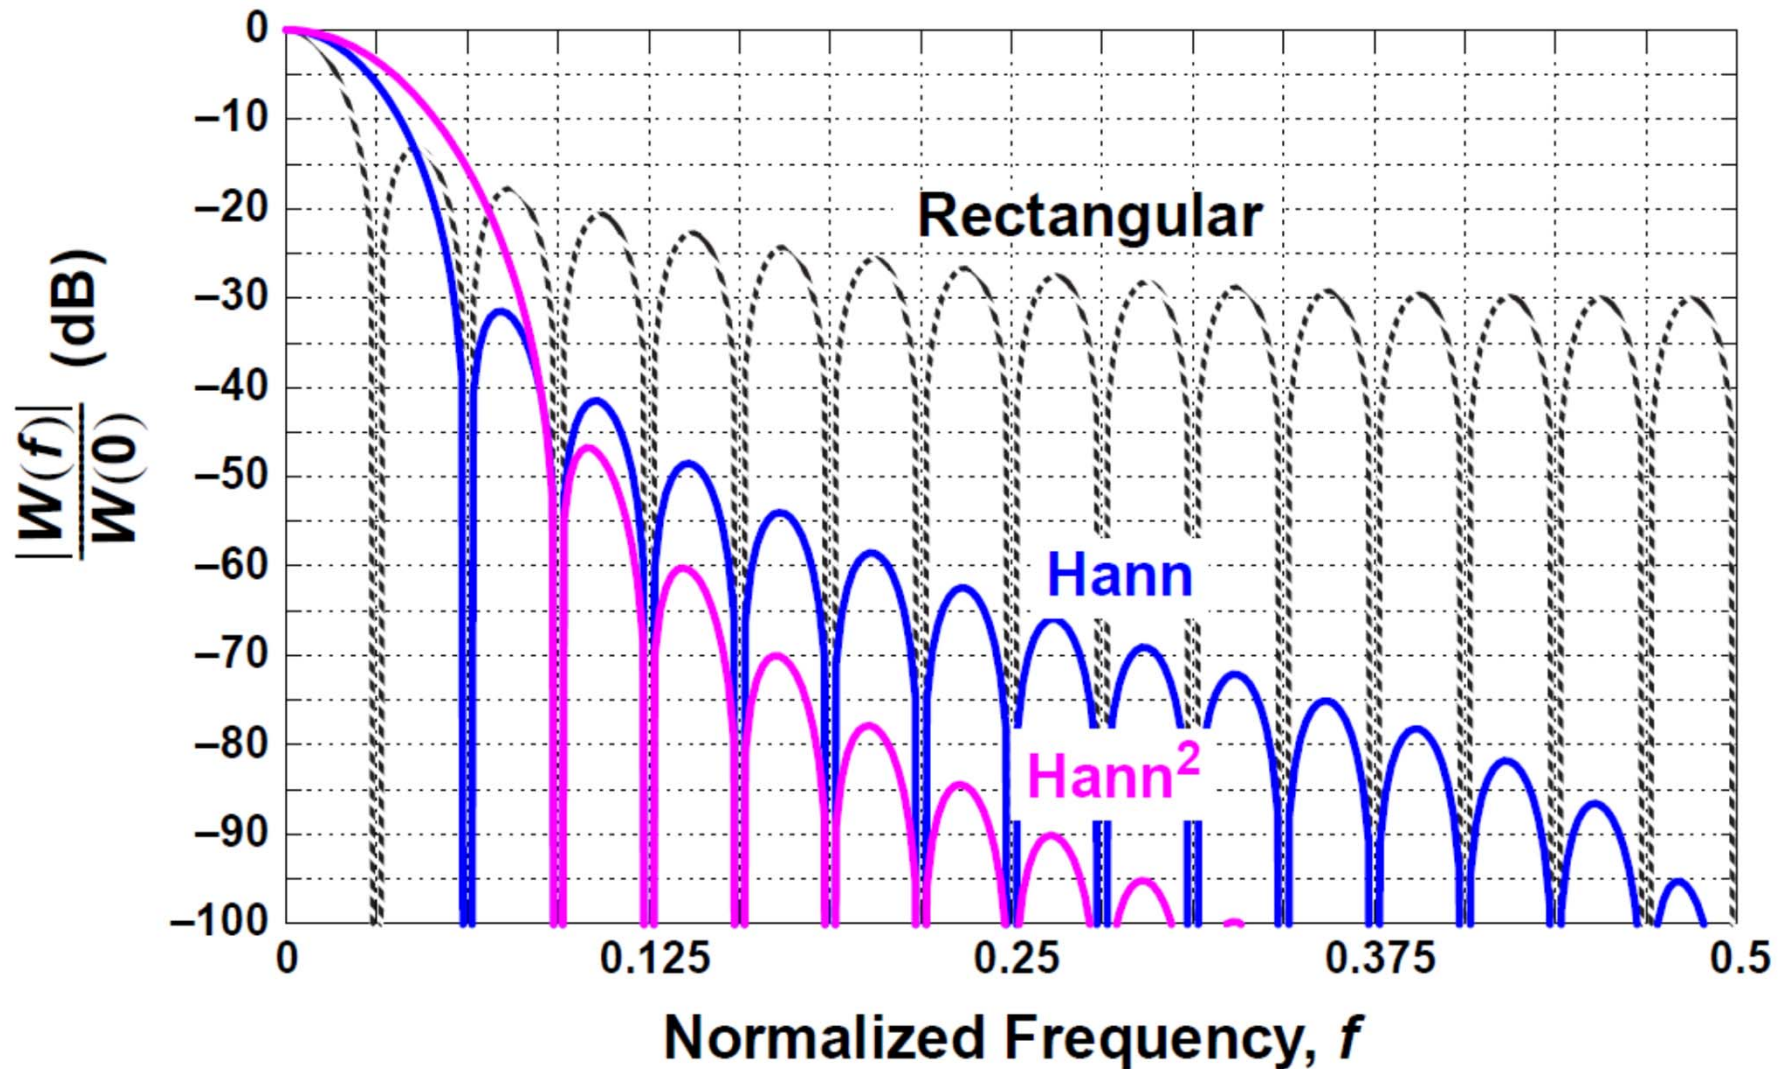 0
–10
–20
–30
–40
–50
–60
–70
–80
–90
–100
|W(f)|
W(0)
(dB)
Rectangular
Hann
Hann²
0 0.125 0.25 0.375 0.5
Normalized Frequency, f